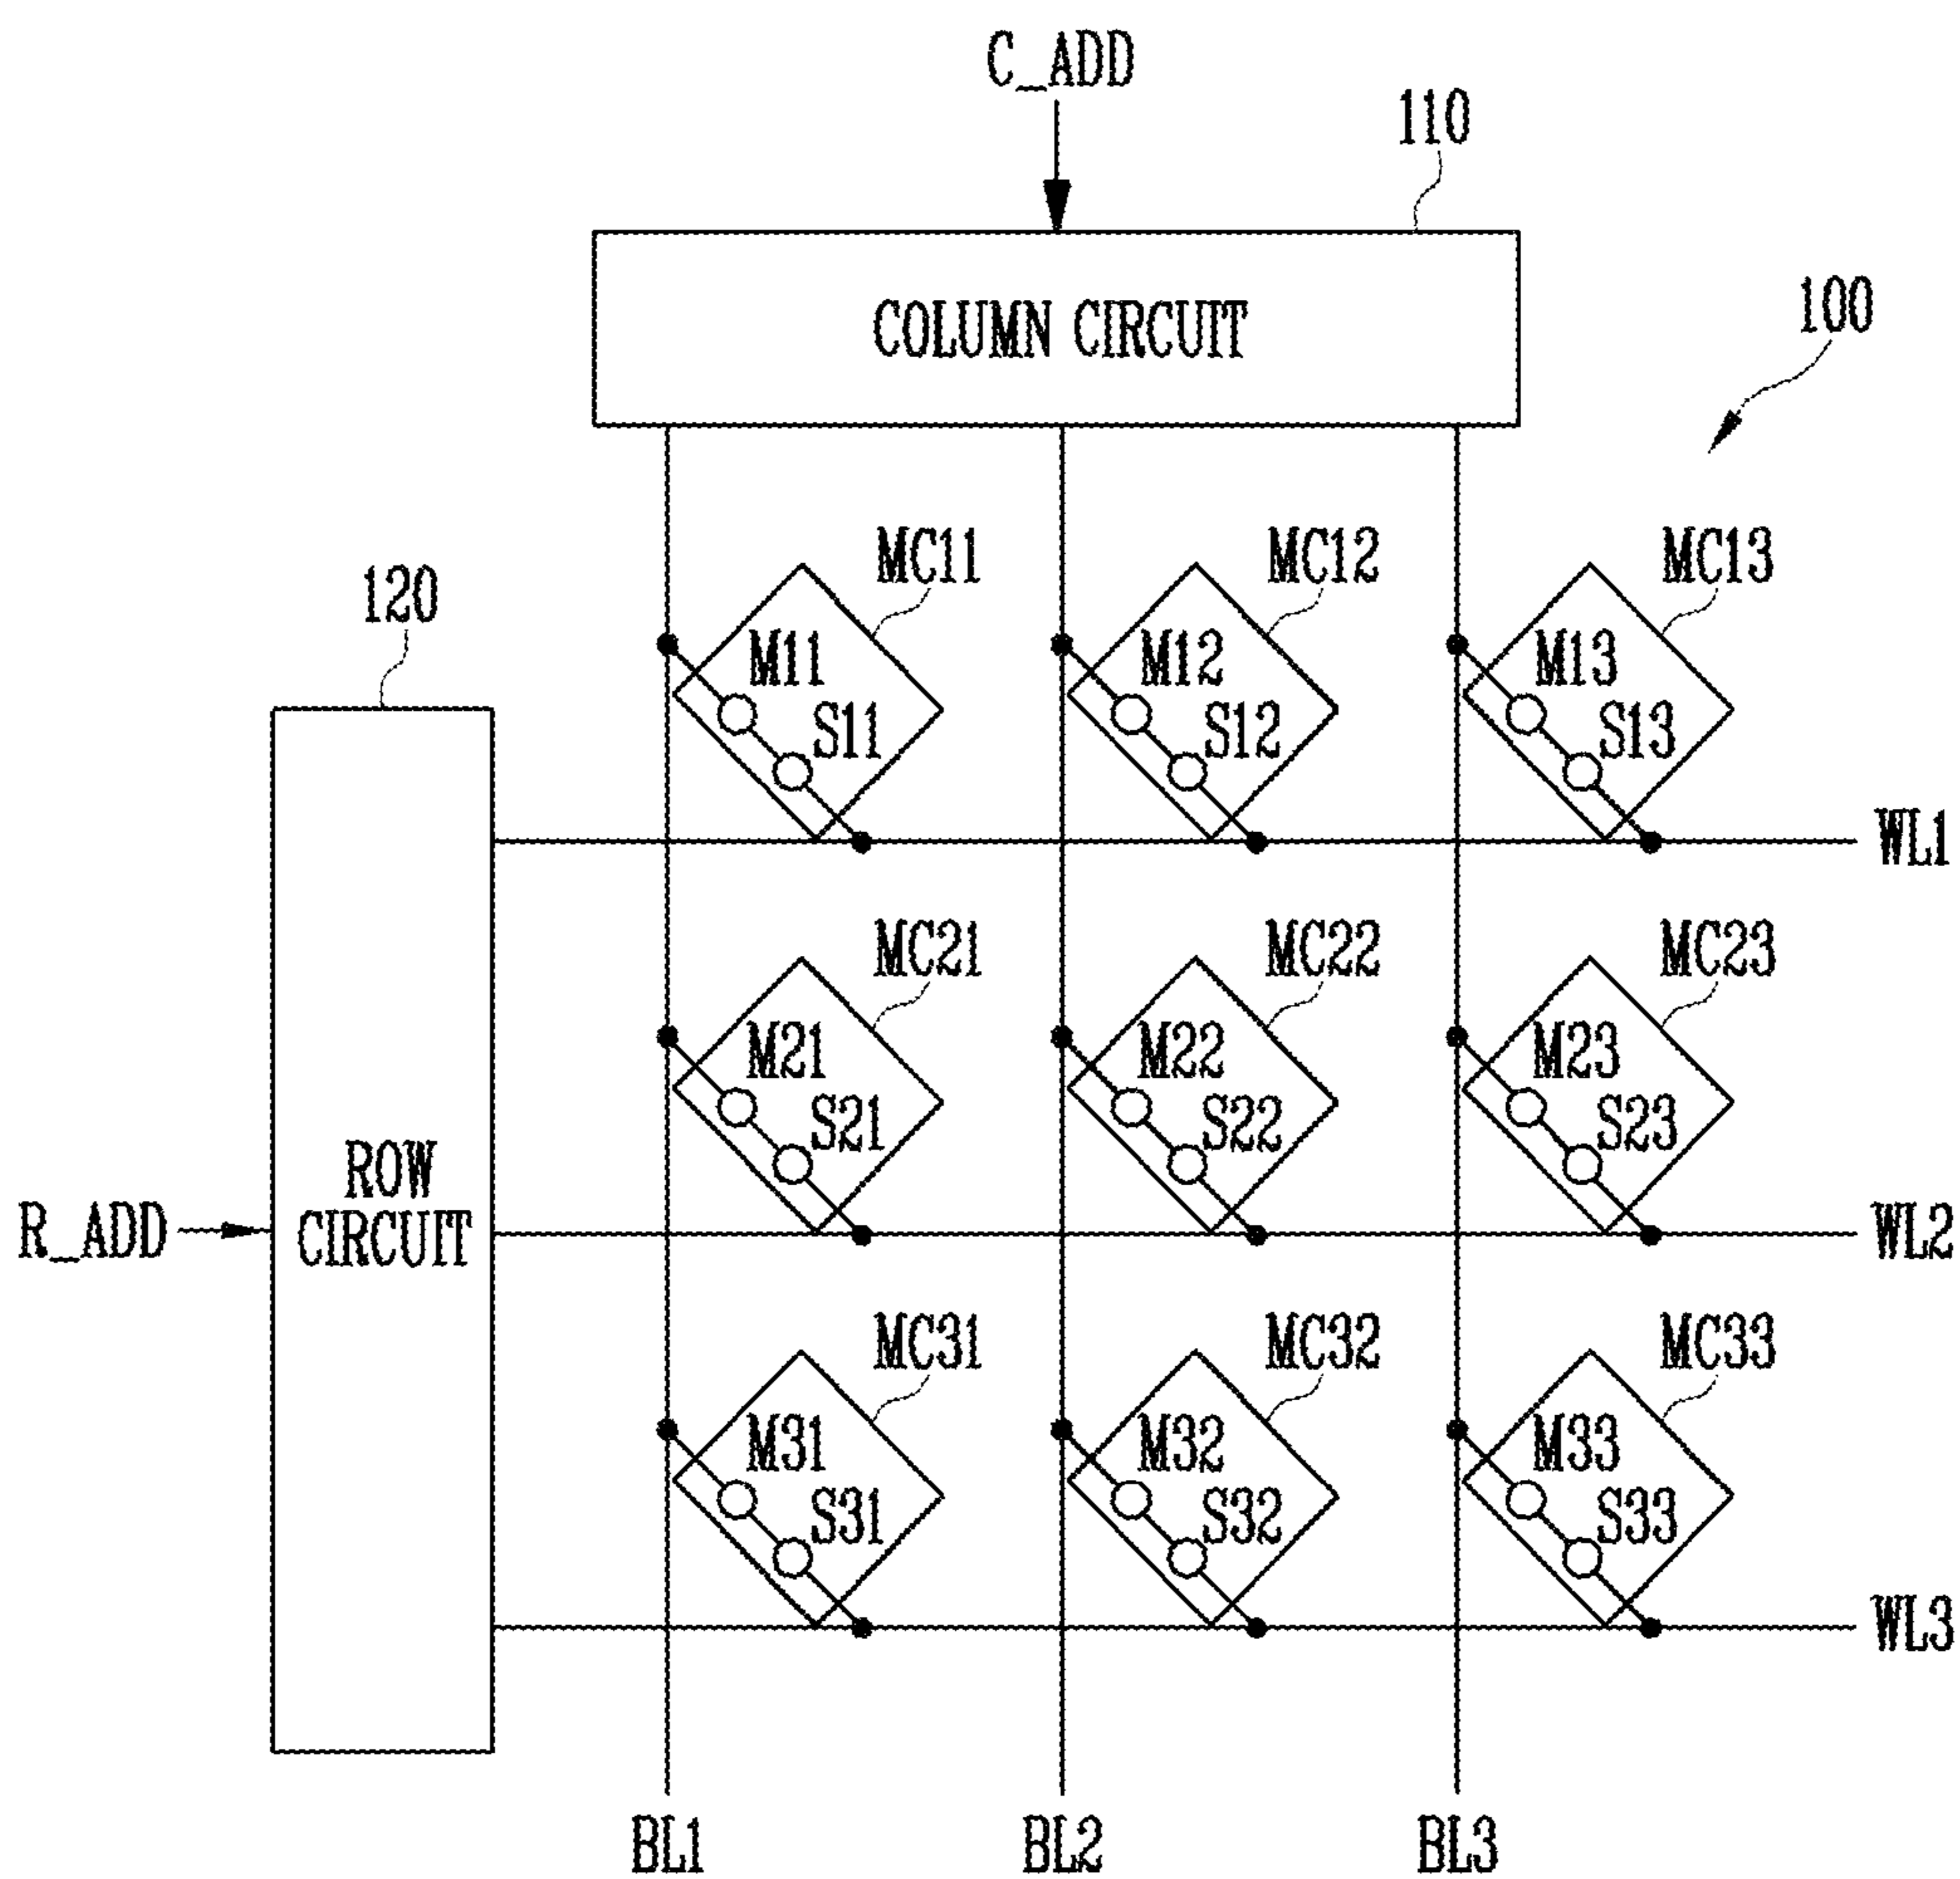 C_ADD
110
COLUMN CIRCUIT
100
MC11 MC12 MC13
120
M11 M12 M13
S11 S12 S13
WL1
MC21 MC22 MC23
M21 M22 M23
S21 S22 S23
ROW
CIRCUIT
R_ADD
WL2
MC31 MC32 MC33
M31 M32 M33
S31 S32 S33
WL3
BL1 BL2 BL3